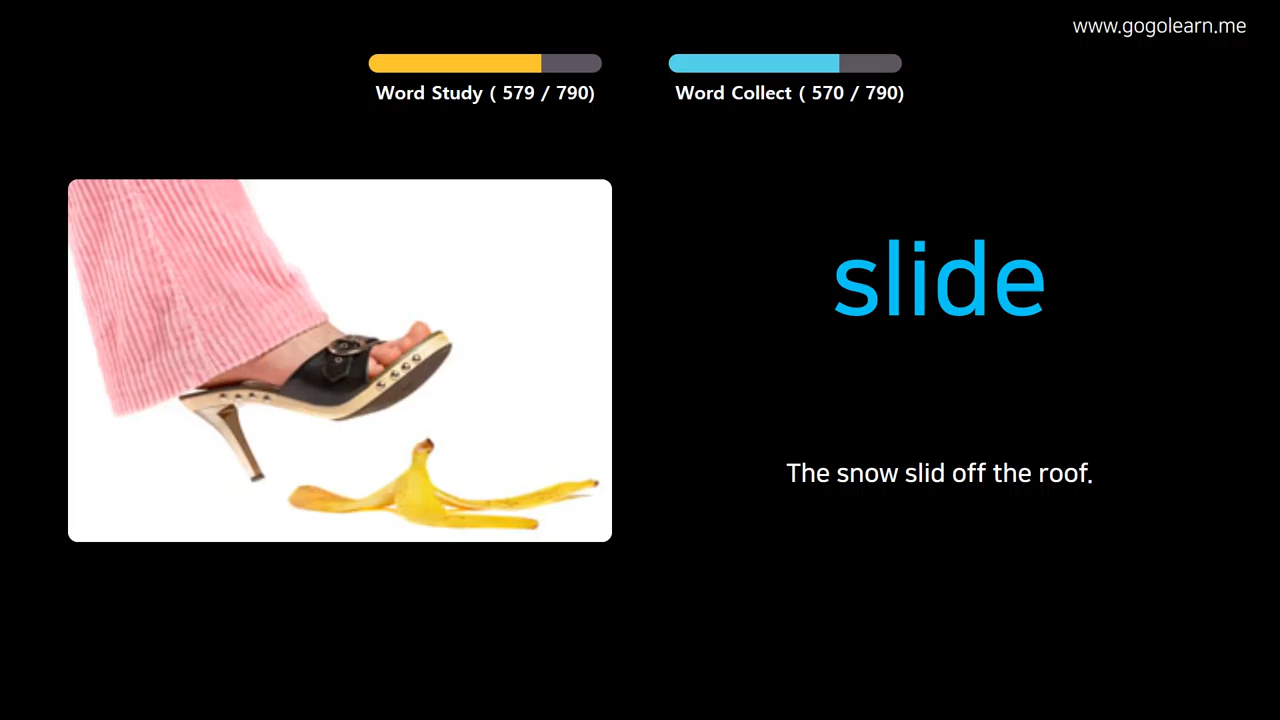 www.gogolearn.me
Word Study ( 579 / 790)
Word Collect ( 570 / 790)
slide
The snow slid off the roof.